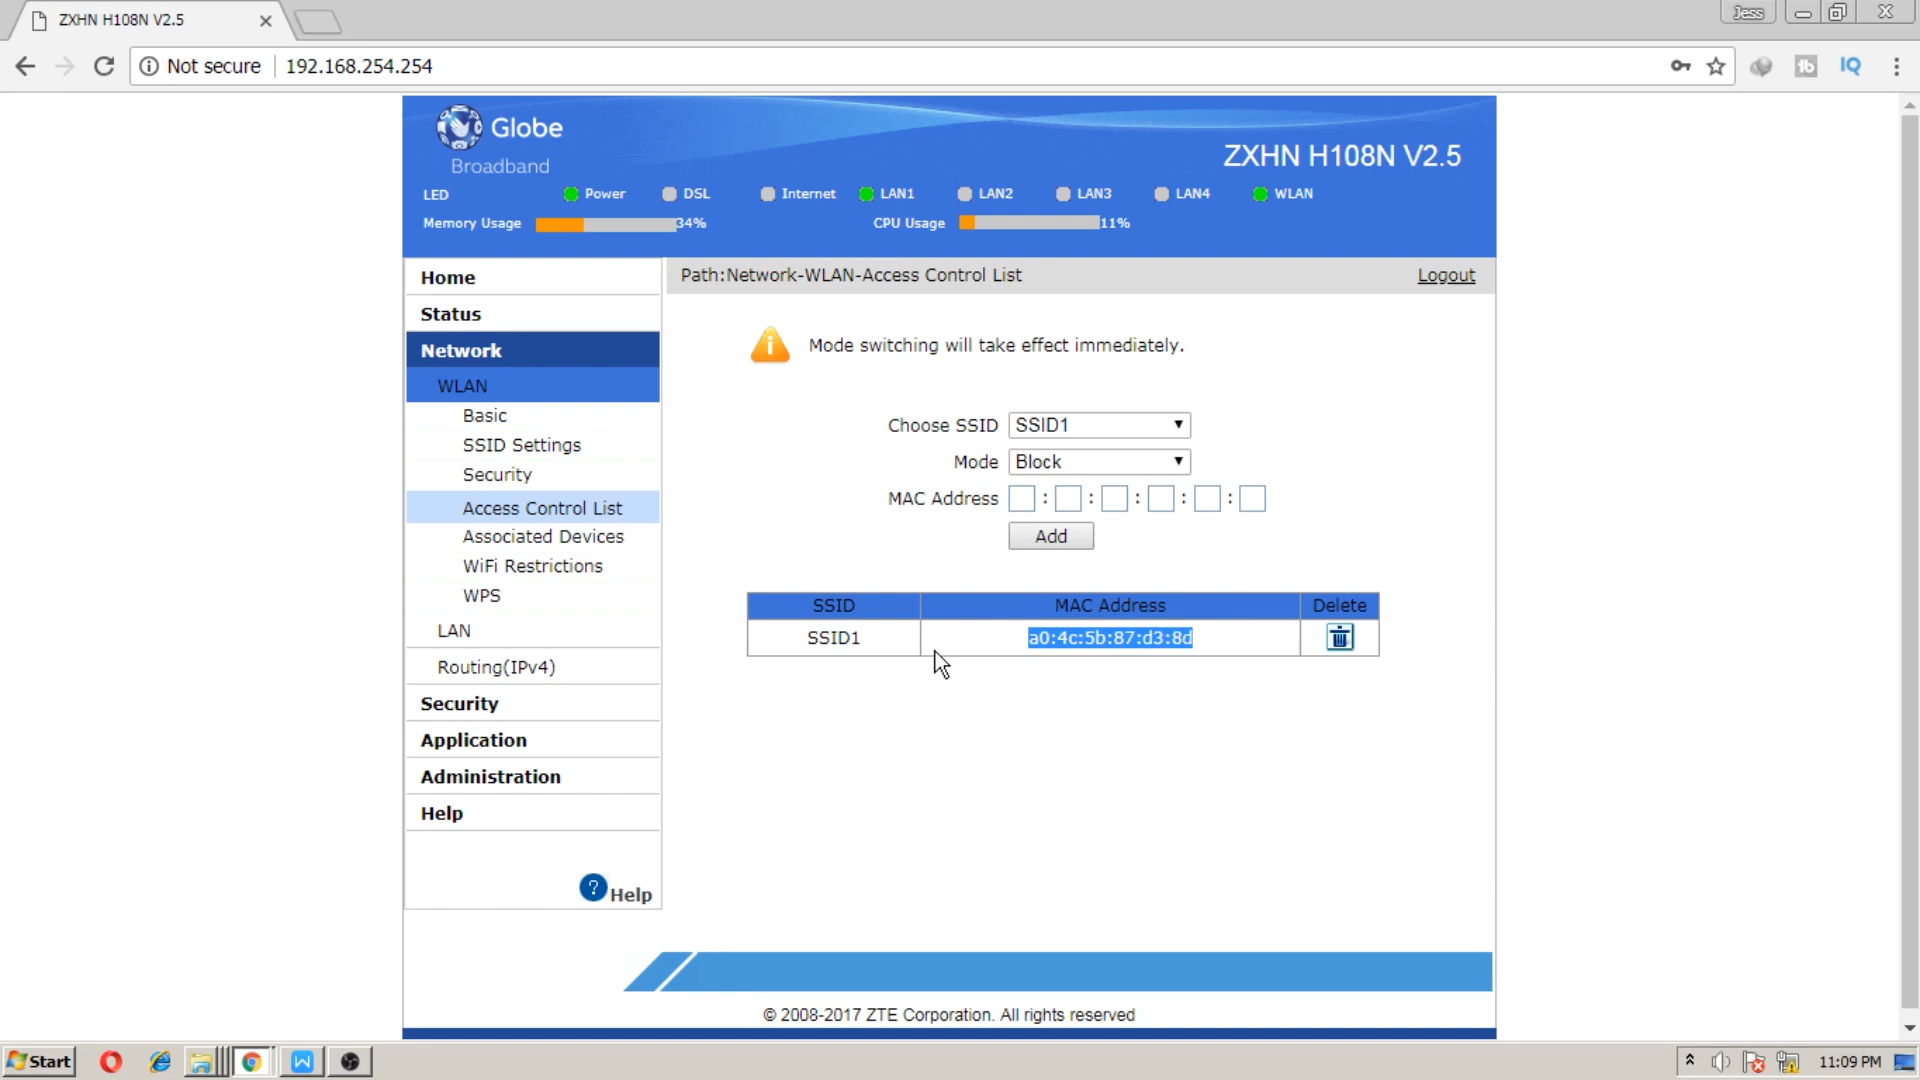 ZXHN H108N V2.5
Jess
Not secure 192.168.254.254
IQ
Globe
Broadband
ZXHN H108N V2.5
LED Power DSL Internet LAN1 LAN2 LAN3 LAN4 WLAN
Memory Usage 34% CPU Usage 11%
Path:Network-WLAN-Access Control List Logout
Home
Status
Network
WLAN
Basic
SSID Settings
Security
Access Control List
Associated Devices
WiFi Restrictions
WPS
LAN
Routing(IPv4)
Security
Application
Administration
Help
? Help
Mode switching will take effect immediately.
Choose SSID SSID1
Mode Block
MAC Address : : : : :
Add
SSID MAC Address Delete
SSID1 a0:4c:5b:87:d3:8d
© 2008-2017 ZTE Corporation. All rights reserved
Start W 11:09 PM